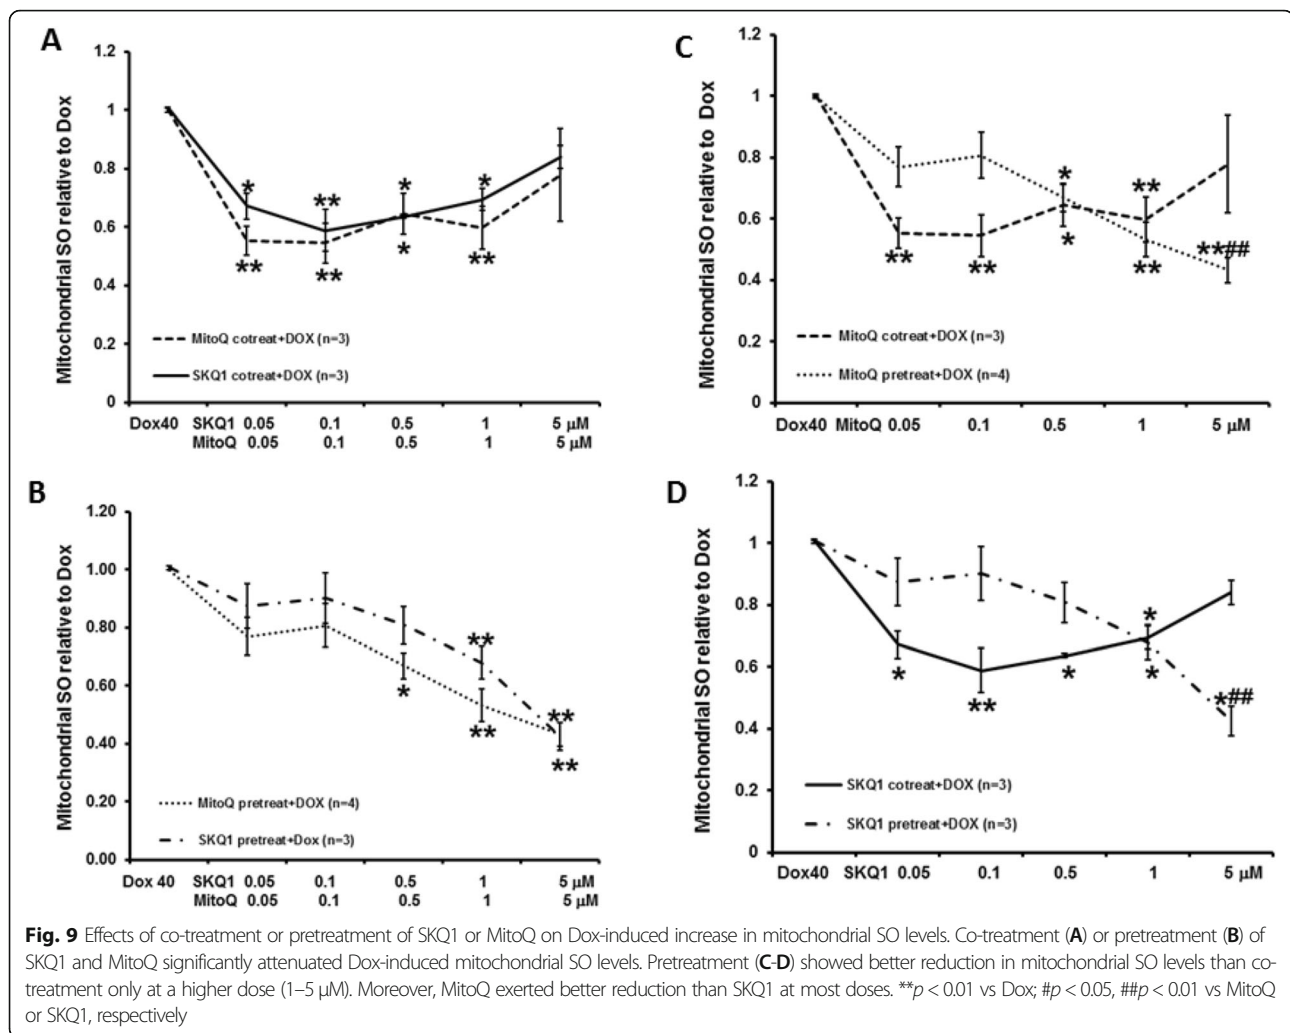 A
Mitochondrial SO relative to Dox
1.2
1
0.8
0.6
0.4
0.2
0
* ** * *
** ** * **
MitoQ cotreat+DOX (n=3)
SKQ1 cotreat+DOX (n=3)
Dox40 SKQ1 0.05 0.1 0.5 1 5 µM
MitoQ 0.05 0.1 0.5 1 5 µM
B
Mitochondrial SO relative to Dox
1.20
1.00
0.80
0.60
0.40
0.20
0.00
** **
* ** **
MitoQ pretreat+DOX (n=4)
SKQ1 pretreat+Dox (n=3)
Dox 40 SKQ1 0.05 0.1 0.5 1 5 µM
MitoQ 0.05 0.1 0.5 1 5 µM
C
Mitochondrial SO relative to Dox
1.2
1
0.8
0.6
0.4
0.2
0
* **
** ** * ** **##
MitoQ cotreat+DOX (n=3)
MitoQ pretreat+DOX (n=4)
Dox40 MitoQ 0.05 0.1 0.5 1 5 µM
D
Mitochondrial SO relative to Dox
1.2
1
0.8
0.6
0.4
0.2
0
*
* ** * * *##
SKQ1 cotreat+DOX (n=3)
SKQ1 pretreat+DOX (n=3)
Dox40 SKQ1 0.05 0.1 0.5 1 5 µM
Fig. 9 Effects of co-treatment or pretreatment of SKQ1 or MitoQ on Dox-induced increase in mitochondrial SO levels. Co-treatment (A) or pretreatment (B) of
SKQ1 and MitoQ significantly attenuated Dox-induced mitochondrial SO levels. Pretreatment (C-D) showed better reduction in mitochondrial SO levels than co-
treatment only at a higher dose (1–5 µM). Moreover, MitoQ exerted better reduction than SKQ1 at most doses. **p < 0.01 vs Dox; #p < 0.05, ##p < 0.01 vs MitoQ
or SKQ1, respectively